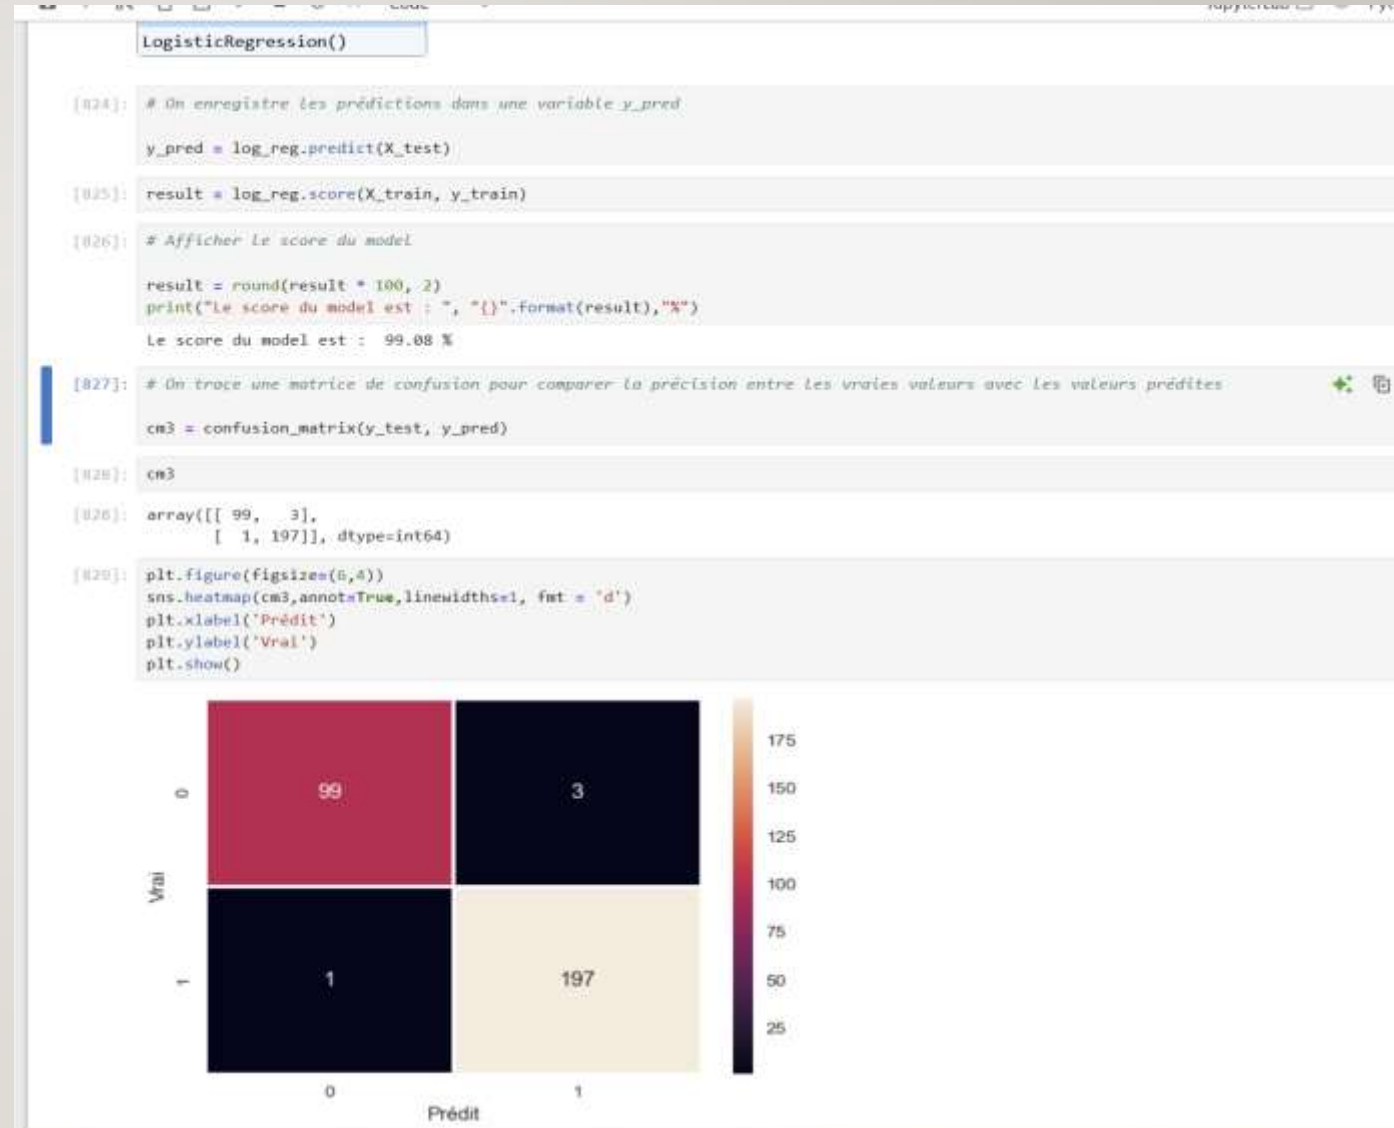 Code
LogisticRegression()
[824]: # On enregistre les prédictions dans une variable y_pred
y_pred = log_reg.predict(X_test)
[825]: result = log_reg.score(X_train, y_train)
[826]: # Afficher le score du model
result = round(result * 100, 2)
print("Le score du model est : ", "{}".format(result),"%")
Le score du model est :  99.08 %
[827]: # On trace une matrice de confusion pour comparer la précision entre les vraies valeurs avec les valeurs prédites
cm3 = confusion_matrix(y_test, y_pred)
[828]: cm3
[828]: array([[ 99,   3],
[  1, 197]], dtype=int64)
[829]: plt.figure(figsize=(6,4))
sns.heatmap(cm3,annot=True,linewidths=1, fmt = 'd')
plt.xlabel('Prédit')
plt.ylabel('Vrai')
plt.show()
175
0 99 3 150
125
Vrai 100
75
1 1 197 50
25
0 1
Prédit